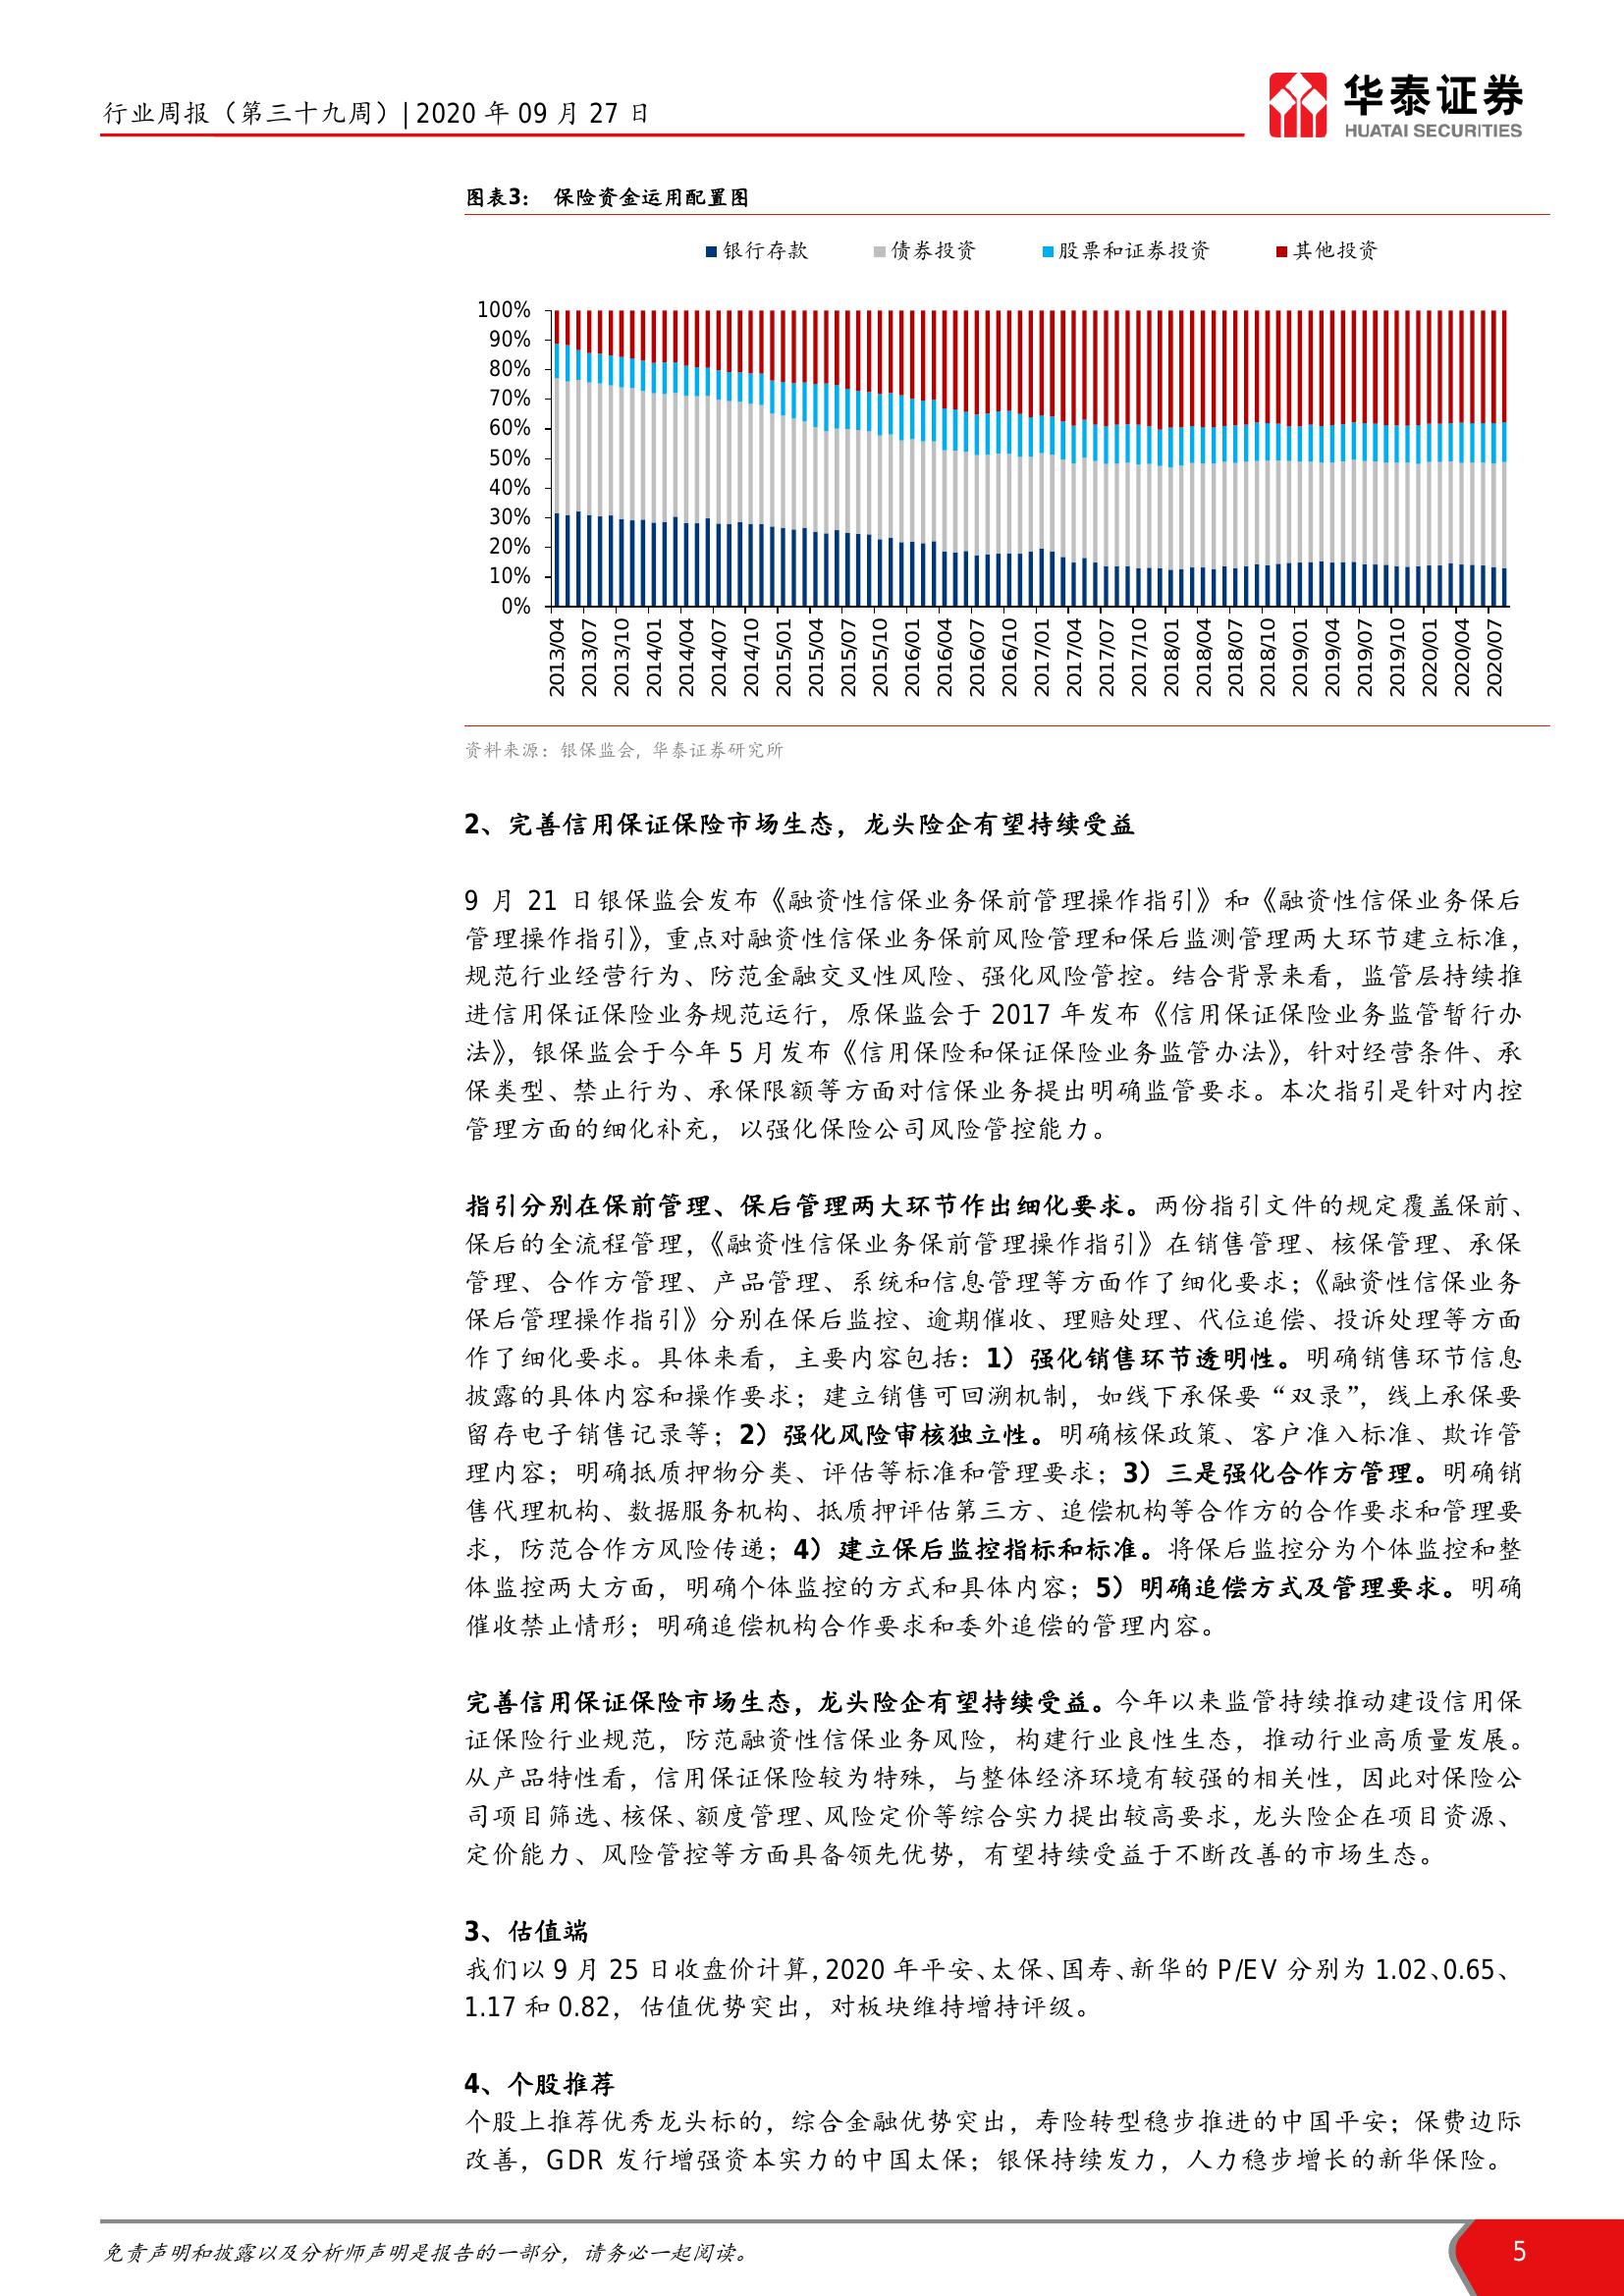 行业周报（第三十九周）| 2020 年 09 月 27 日
华泰证券
HUATAI SECURITIES
图表3： 保险资金运用配置图
银行存款 债券投资 股票和证券投资 其他投资
100%
90%
80%
70%
60%
50%
40%
30%
20%
10%
0%
2013/04 2013/07 2013/10 2014/01 2014/04 2014/07 2014/10 2015/01 2015/04 2015/07 2015/10 2016/01 2016/04 2016/07 2016/10 2017/01 2017/04 2017/07 2017/10 2018/01 2018/04 2018/07 2018/10 2019/01 2019/04 2019/07 2019/10 2020/01 2020/04 2020/07
资料来源：银保监会，华泰证券研究所
2、完善信用保证保险市场生态，龙头险企有望持续受益
9 月 21 日银保监会发布《融资性信保业务保前管理操作指引》和《融资性信保业务保后
管理操作指引》，重点对融资性信保业务保前风险管理和保后监测管理两大环节建立标准，
规范行业经营行为、防范金融交叉性风险、强化风险管控。结合背景来看，监管层持续推
进信用保证保险业务规范运行，原保监会于 2017 年发布《信用保证保险业务监管暂行办
法》，银保监会于今年 5 月发布《信用保险和保证保险业务监管办法》，针对经营条件、承
保类型、禁止行为、承保限额等方面对信保业务提出明确监管要求。本次指引是针对内控
管理方面的细化补充，以强化保险公司风险管控能力。
指引分别在保前管理、保后管理两大环节作出细化要求。两份指引文件的规定覆盖保前、
保后的全流程管理，《融资性信保业务保前管理操作指引》在销售管理、核保管理、承保
管理、合作方管理、产品管理、系统和信息管理等方面作了细化要求；《融资性信保业务
保后管理操作指引》分别在保后监控、逾期催收、理赔处理、代位追偿、投诉处理等方面
作了细化要求。具体来看，主要内容包括：1）强化销售环节透明性。明确销售环节信息
披露的具体内容和操作要求；建立销售可回溯机制，如线下承保要“双录”，线上承保要
留存电子销售记录等；2）强化风险审核独立性。明确核保政策、客户准入标准、欺诈管
理内容；明确抵质押物分类、评估等标准和管理要求；3）三是强化合作方管理。明确销
售代理机构、数据服务机构、抵质押评估第三方、追偿机构等合作方的合作要求和管理要
求，防范合作方风险传递；4）建立保后监控指标和标准。将保后监控分为个体监控和整
体监控两大方面，明确个体监控的方式和具体内容；5）明确追偿方式及管理要求。明确
催收禁止情形；明确追偿机构合作要求和委外追偿的管理内容。
完善信用保证保险市场生态，龙头险企有望持续受益。今年以来监管持续推动建设信用保
证保险行业规范，防范融资性信保业务风险，构建行业良性生态，推动行业高质量发展。
从产品特性看，信用保证保险较为特殊，与整体经济环境有较强的相关性，因此对保险公
司项目筛选、核保、额度管理、风险定价等综合实力提出较高要求，龙头险企在项目资源、
定价能力、风险管控等方面具备领先优势，有望持续受益于不断改善的市场生态。
3、估值端
我们以 9 月 25 日收盘价计算，2020 年平安、太保、国寿、新华的 P/EV 分别为 1.02、0.65、
1.17 和 0.82，估值优势突出，对板块维持增持评级。
4、个股推荐
个股上推荐优秀龙头标的，综合金融优势突出，寿险转型稳步推进的中国平安；保费边际
改善，GDR 发行增强资本实力的中国太保；银保持续发力，人力稳步增长的新华保险。
免责声明和披露以及分析师声明是报告的一部分，请务必一起阅读。
5